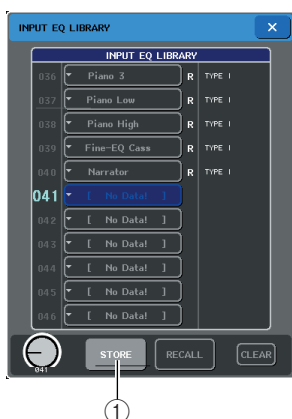 INPUT EQ LIBRARY ×
INPUT EQ LIBRARY
036 Piano 3 R TYPE I
037 Piano Low R TYPE I
038 Piano High R TYPE I
039 Fine-EQ Cass R TYPE I
040 Narrator R TYPE I
041 [ No Data! ]
042 [ No Data! ]
043 [ No Data! ]
044 [ No Data! ]
045 [ No Data! ]
046 [ No Data! ]
041 STORE RECALL CLEAR
①